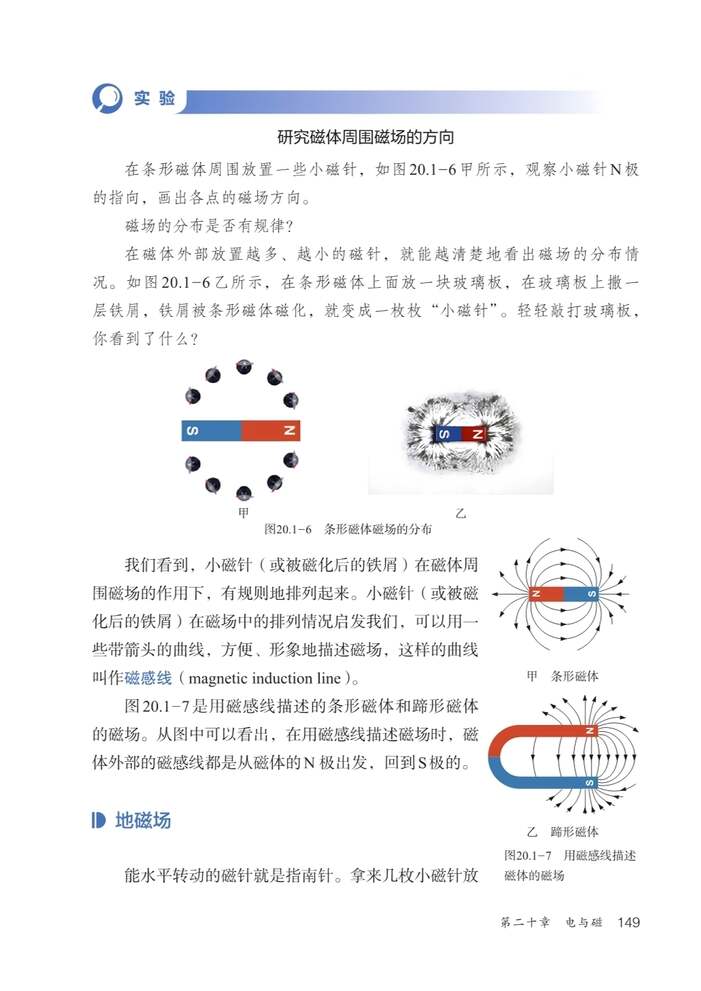 实 验
研究磁体周围磁场的方向
在条形磁体周围放置一些小磁针，如图20.1-6甲所示，观察小磁针N极
的指向，画出各点的磁场方向。
磁场的分布是否有规律？
在磁体外部放置越多、越小的磁针，就能越清楚地看出磁场的分布情
况。如图20.1-6乙所示，在条形磁体上面放一块玻璃板，在玻璃板上撒一
层铁屑，铁屑被条形磁体磁化，就变成一枚枚“小磁针”。轻轻敲打玻璃板，
你看到了什么？
S N
S N
甲 乙
图20.1-6 条形磁体磁场的分布
我们看到，小磁针（或被磁化后的铁屑）在磁体周
围磁场的作用下，有规则地排列起来。小磁针（或被磁
化后的铁屑）在磁场中的排列情况启发我们，可以用一
些带箭头的曲线，方便、形象地描述磁场，这样的曲线
叫作磁感线（magnetic induction line）。
图20.1-7是用磁感线描述的条形磁体和蹄形磁体
的磁场。从图中可以看出，在用磁感线描述磁场时，磁
体外部的磁感线都是从磁体的N极出发，回到S极的。
N S
甲 条形磁体
N
S
乙 蹄形磁体
图20.1-7 用磁感线描述
磁体的磁场
地磁场
能水平转动的磁针就是指南针。拿来几枚小磁针放
第二十章 电与磁 149